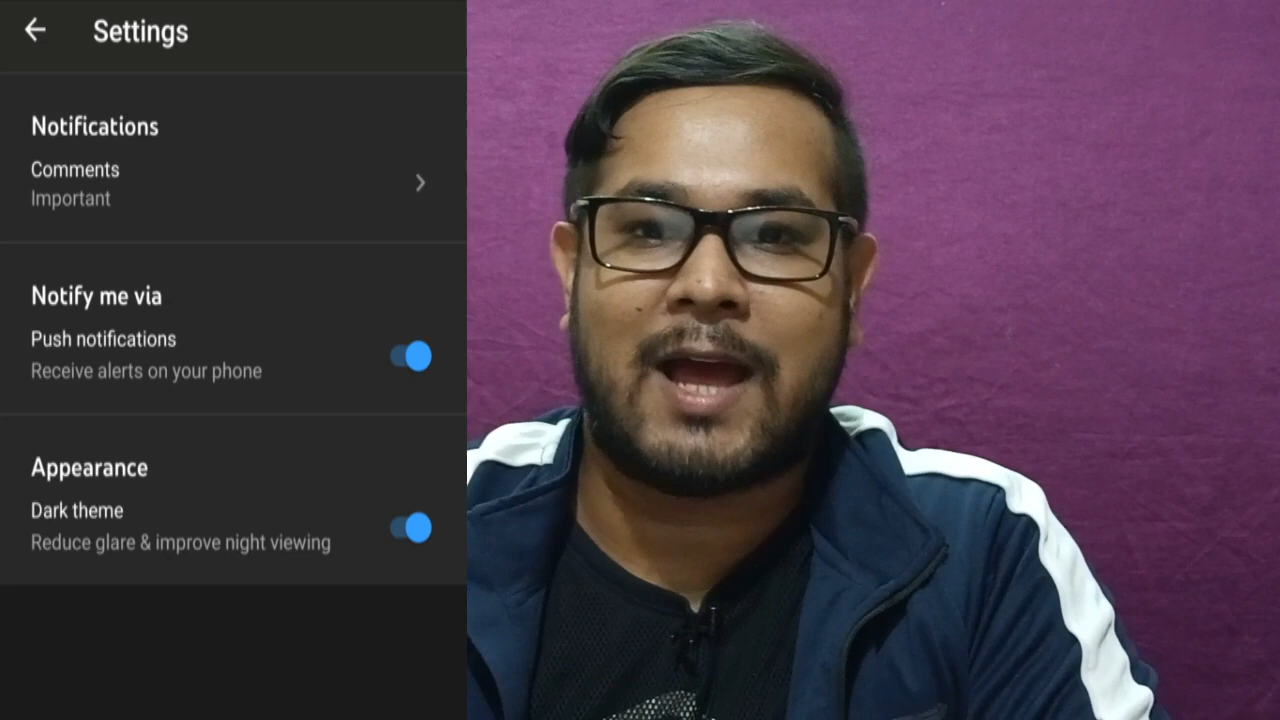 Settings
Notifications
Comments
Important
Notify me via
Push notifications
Receive alerts on your phone
Appearance
Dark theme
Reduce glare & improve night viewing